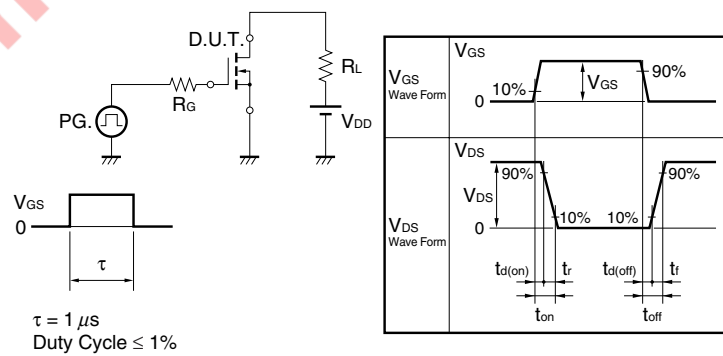 D.U.T.
RL
RG
PG.
VDD
VGS
0
τ
τ = 1 μs
Duty Cycle ≤ 1%
VGS
VGS
Wave Form
10%
VGS
90%
0
VDS
VDS
Wave Form
90%
VDS
90%
10%
10%
0
td(on)
tr
td(off)
tf
ton
toff